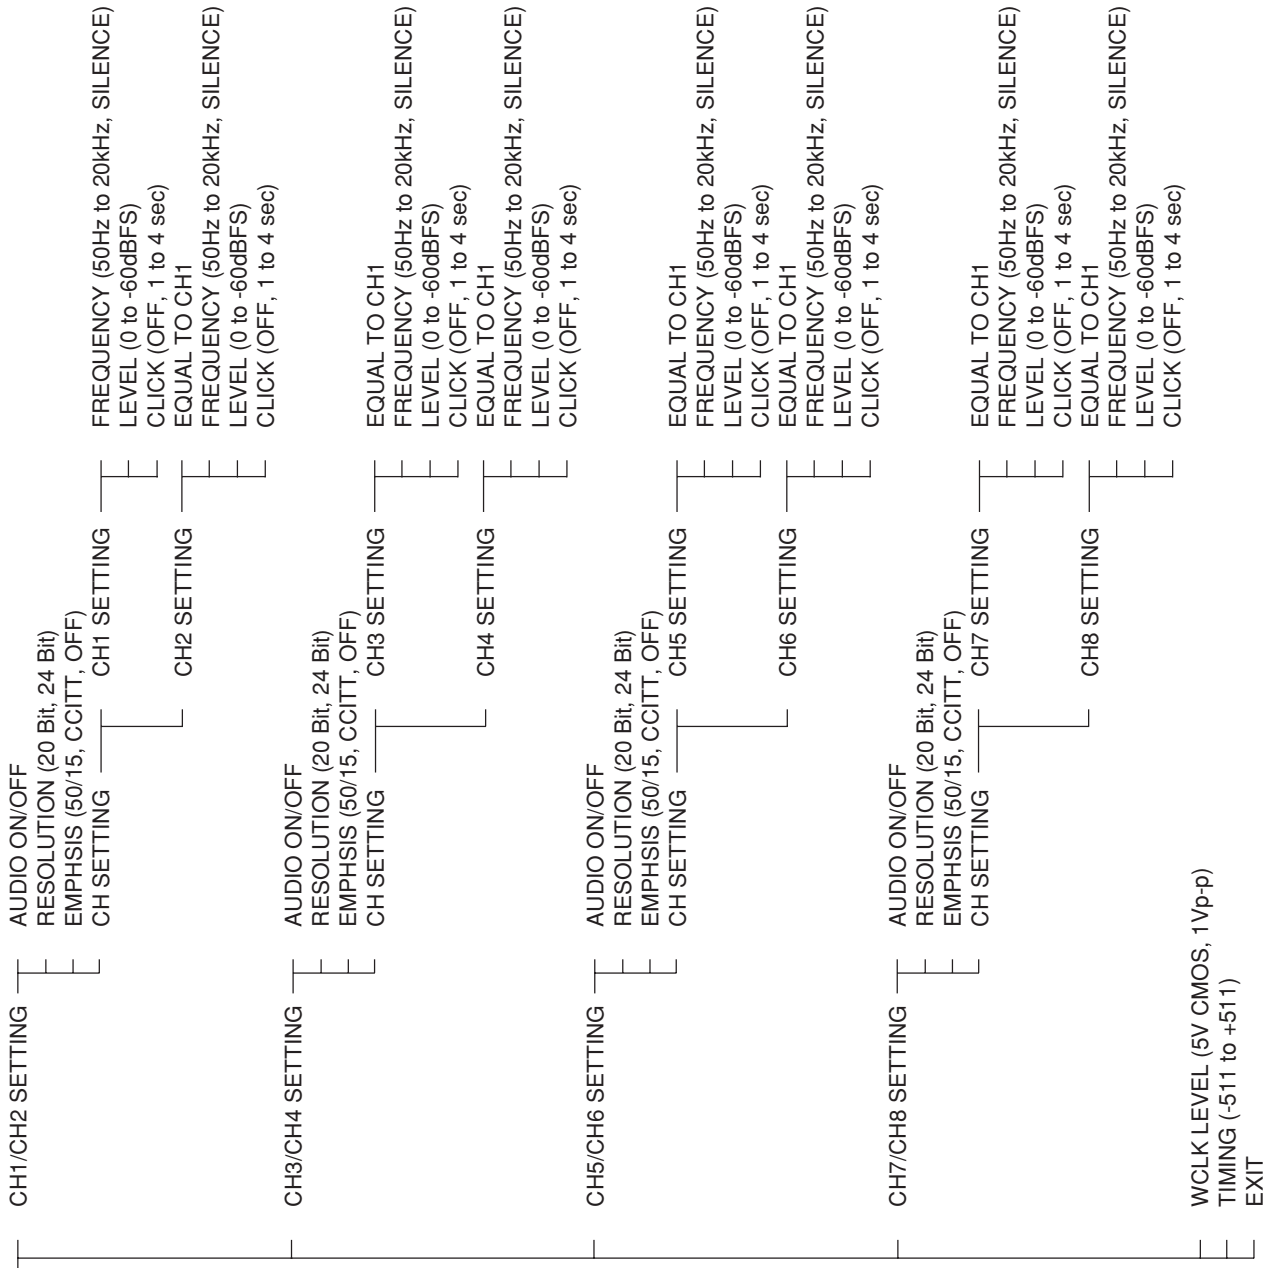 CH1/CH2 SETTING
AUDIO ON/OFF
RESOLUTION (20 Bit, 24 Bit)
EMPHSIS (50/15, CCITT, OFF)
CH SETTING
CH1 SETTING
FREQUENCY (50Hz to 20kHz, SILENCE)
LEVEL (0 to -60dBFS)
CLICK (OFF, 1 to 4 sec)
CH2 SETTING
EQUAL TO CH1
FREQUENCY (50Hz to 20kHz, SILENCE)
LEVEL (0 to -60dBFS)
CLICK (OFF, 1 to 4 sec)
CH3/CH4 SETTING
AUDIO ON/OFF
RESOLUTION (20 Bit, 24 Bit)
EMPHSIS (50/15, CCITT, OFF)
CH SETTING
CH3 SETTING
EQUAL TO CH1
FREQUENCY (50Hz to 20kHz, SILENCE)
LEVEL (0 to -60dBFS)
CLICK (OFF, 1 to 4 sec)
CH4 SETTING
EQUAL TO CH1
FREQUENCY (50Hz to 20kHz, SILENCE)
LEVEL (0 to -60dBFS)
CLICK (OFF, 1 to 4 sec)
CH5/CH6 SETTING
AUDIO ON/OFF
RESOLUTION (20 Bit, 24 Bit)
EMPHSIS (50/15, CCITT, OFF)
CH SETTING
CH5 SETTING
EQUAL TO CH1
FREQUENCY (50Hz to 20kHz, SILENCE)
LEVEL (0 to -60dBFS)
CLICK (OFF, 1 to 4 sec)
CH6 SETTING
EQUAL TO CH1
FREQUENCY (50Hz to 20kHz, SILENCE)
LEVEL (0 to -60dBFS)
CLICK (OFF, 1 to 4 sec)
CH7/CH8 SETTING
AUDIO ON/OFF
RESOLUTION (20 Bit, 24 Bit)
EMPHSIS (50/15, CCITT, OFF)
CH SETTING
CH7 SETTING
EQUAL TO CH1
FREQUENCY (50Hz to 20kHz, SILENCE)
LEVEL (0 to -60dBFS)
CLICK (OFF, 1 to 4 sec)
CH8 SETTING
EQUAL TO CH1
FREQUENCY (50Hz to 20kHz, SILENCE)
LEVEL (0 to -60dBFS)
CLICK (OFF, 1 to 4 sec)
WCLK LEVEL (5V CMOS, 1Vp-p)
TIMING (-511 to +511)
EXIT